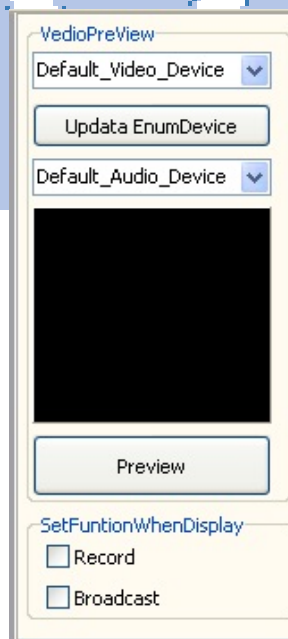 VedioPreView
Default_Video_Device
Updata EnumDevice
Default_Audio_Device
Preview
SetFuntionWhenDisplay
Record
Broadcast